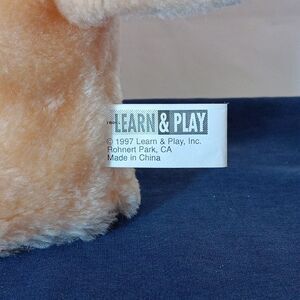 LEARN & PLAY
© 1997 Learn & Play, Inc.
Rohnert Park, CA
Made in China